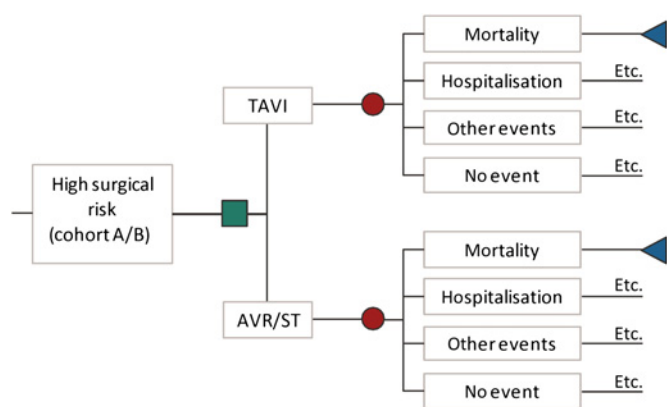 Mortality
Hospitalisation
Etc.
Other events
Etc.
No event
Etc.
TAVI
High surgical
risk
(cohort A/B)
AVR/ST
Mortality
Hospitalisation
Etc.
Other events
Etc.
No event
Etc.